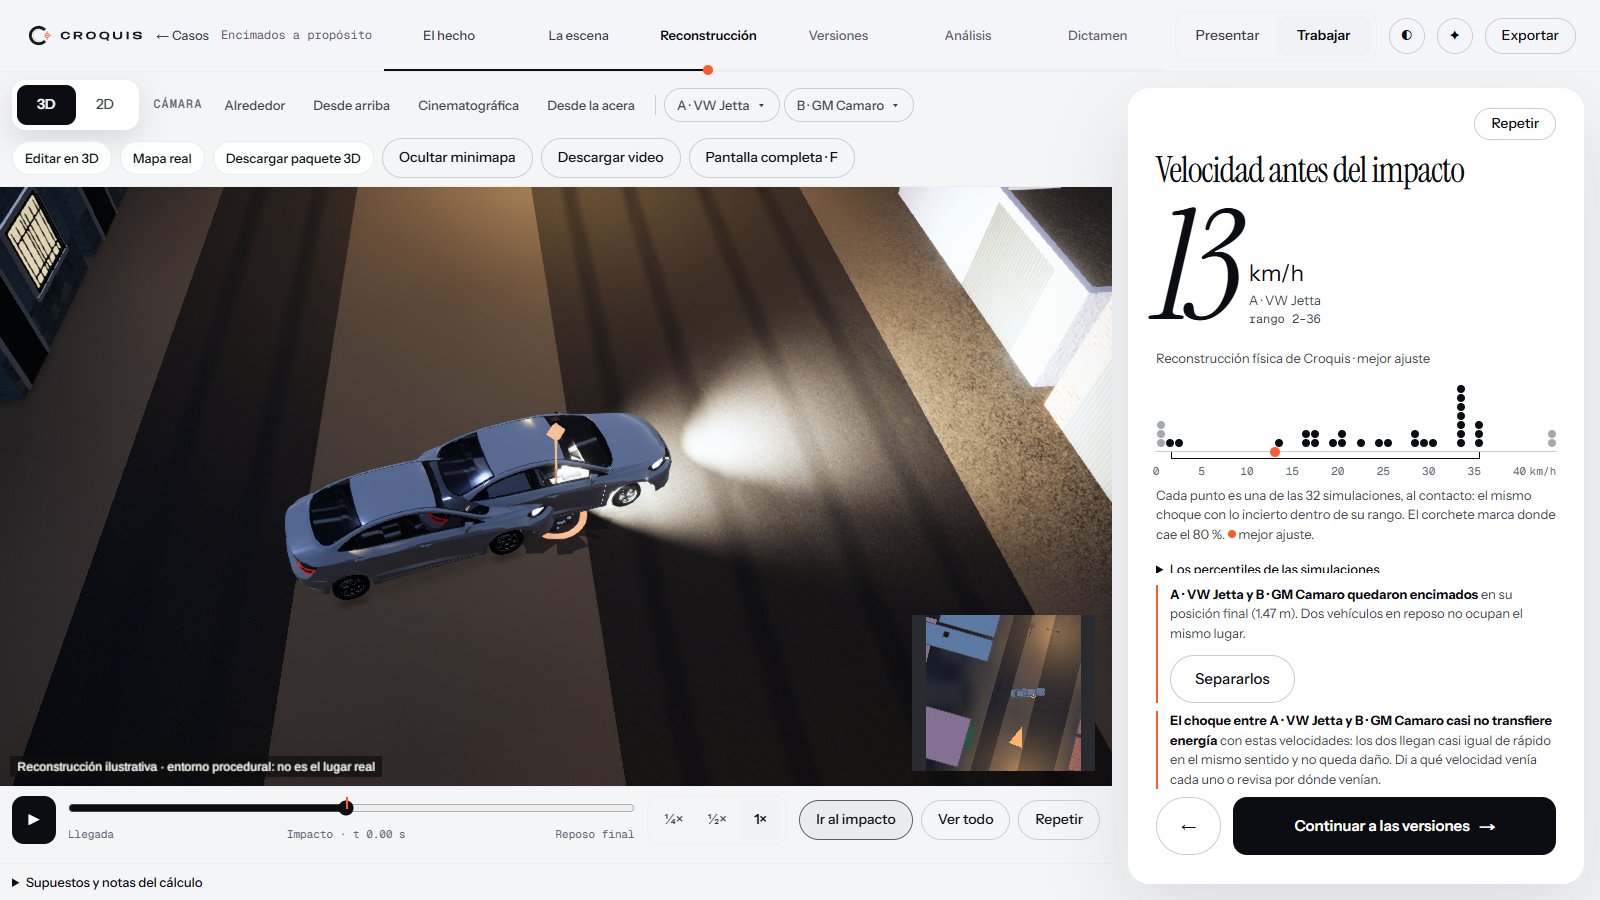 CROQUIS ← Casos Encimados a propósito El hecho La escena Reconstrucción Versiones Análisis Dictamen Presentar Trabajar Exportar
3D 2D CÁMARA Alrededor Desde arriba Cinematográfica Desde la acera A·VW Jetta B·GM Camaro
Editar en 3D Mapa real Descargar paquete 3D Ocultar minimapa Descargar video Pantalla completa·F
Reconstrucción ilustrativa · entorno procedural: no es el lugar real
Llegada Impacto · t 0.00 s Reposo final
¼× ½× 1× Ir al impacto Ver todo Repetir
Supuestos y notas del cálculo
Repetir
Velocidad antes del impacto
13 km/h
A·VW Jetta
rango 2–36
Reconstrucción física de Croquis·mejor ajuste
0 5 10 15 20 25 30 35 40 km/h
Cada punto es una de las 32 simulaciones, al contacto: el mismo
choque con lo incierto dentro de su rango. El corchete marca donde
cae el 80 %. mejor ajuste.
Los percentiles de las simulaciones
A·VW Jetta y B·GM Camaro quedaron encimados en su
posición final (1.47 m). Dos vehículos en reposo no ocupan el
mismo lugar.
Separarlos
El choque entre A·VW Jetta y B·GM Camaro casi no transfiere
energía con estas velocidades: los dos llegan casi igual de rápido
en el mismo sentido y no queda daño. Di a qué velocidad venía
cada uno o revisa por dónde venían.
← Continuar a las versiones →